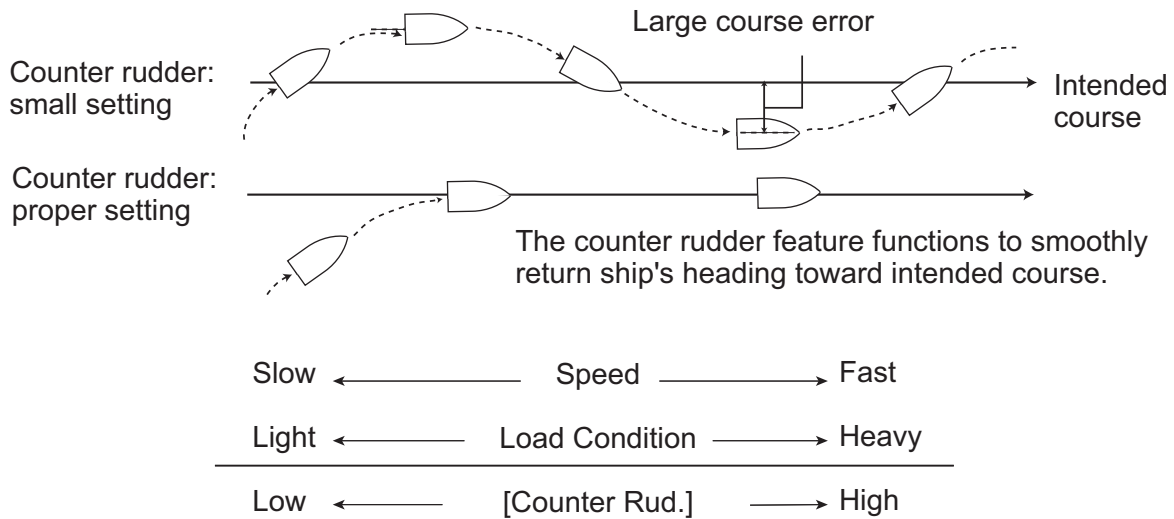 Large course error
Counter rudder:
small setting
Intended
course
Counter rudder:
proper setting
The counter rudder feature functions to smoothly
return ship's heading toward intended course.
Slow Speed Fast
Light Load Condition Heavy
Low [Counter Rud.] High